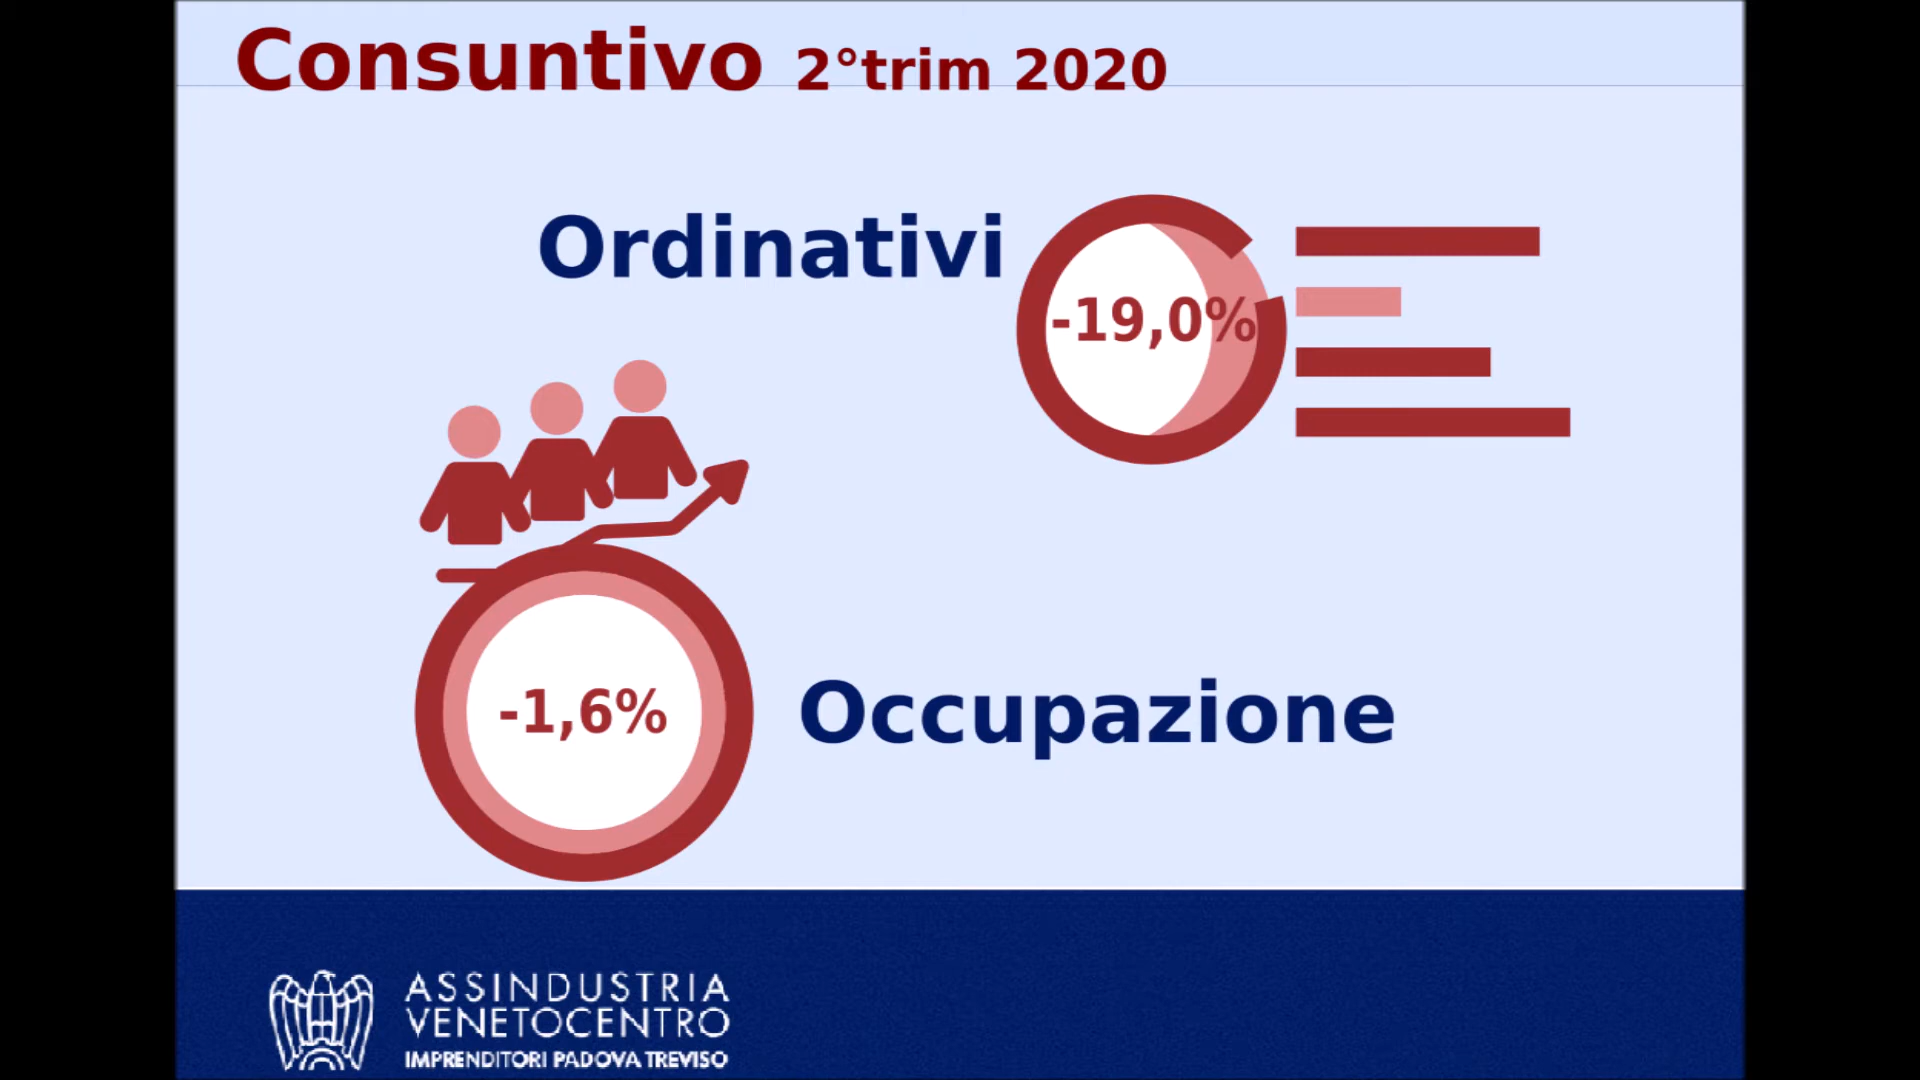 Consuntivo 2°trim 2020
Ordinativi
-19,0%
-1,6%
Occupazione
ASSINDUSTRIA
VENETOCENTRO
IMPRENDITORI PADOVA TREVISO